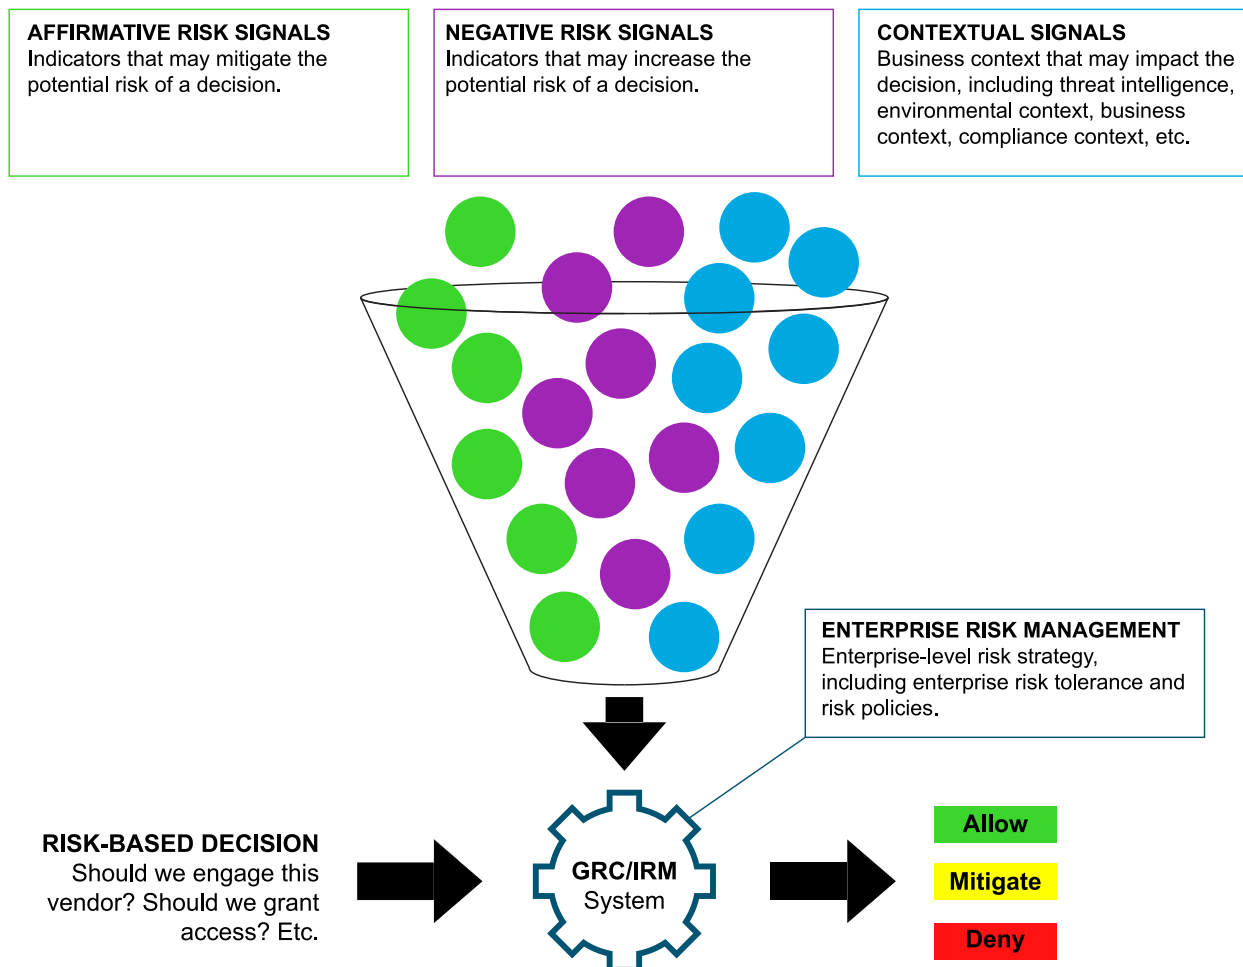 AFFIRMATIVE RISK SIGNALS
Indicators that may mitigate the
potential risk of a decision.
NEGATIVE RISK SIGNALS
Indicators that may increase the
potential risk of a decision.
CONTEXTUAL SIGNALS
Business context that may impact the
decision, including threat intelligence,
environmental context, business
context, compliance context, etc.
ENTERPRISE RISK MANAGEMENT
Enterprise-level risk strategy,
including enterprise risk tolerance and
risk policies.
RISK-BASED DECISION
Should we engage this
vendor? Should we grant
access? Etc.
GRC/IRM
System
Allow
Mitigate
Deny